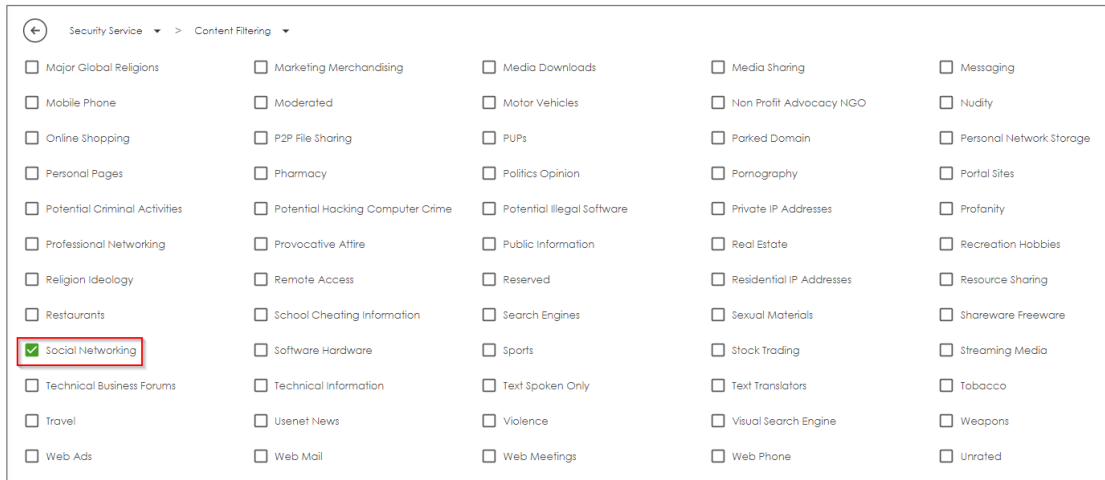 Security Service > Content Filtering
Major Global Religions Marketing Merchandising Media Downloads Media Sharing Messaging
Mobile Phone Moderated Motor Vehicles Non Profit Advocacy NGO Nudity
Online Shopping P2P File Sharing PUPs Parked Domain Personal Network Storage
Personal Pages Pharmacy Politics Opinion Pornography Portal Sites
Potential Criminal Activities Potential Hacking Computer Crime Potential Illegal Software Private IP Addresses Profanity
Professional Networking Provocative Attire Public Information Real Estate Recreation Hobbies
Religion Ideology Remote Access Reserved Residential IP Addresses Resource Sharing
Restaurants School Cheating Information Search Engines Sexual Materials Shareware Freeware
Social Networking Software Hardware Sports Stock Trading Streaming Media
Technical Business Forums Technical Information Text Spoken Only Text Translators Tobacco
Travel Usenet News Violence Visual Search Engine Weapons
Web Ads Web Mail Web Meetings Web Phone Unrated